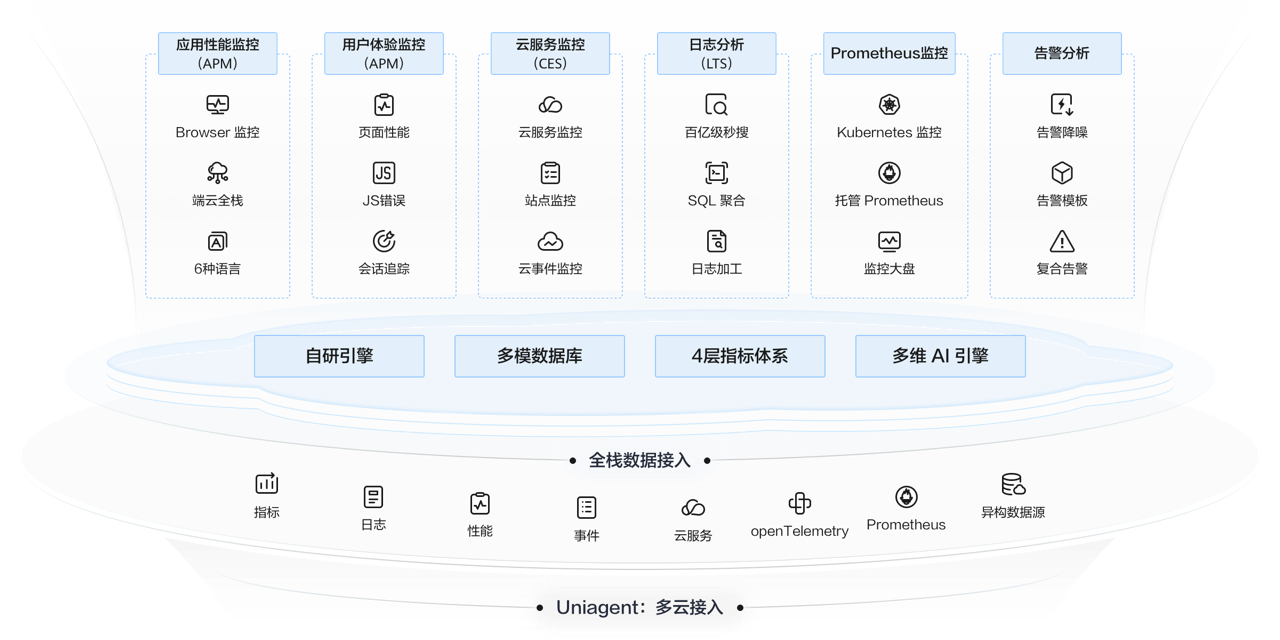 应用性能监控
（APM）
Browser 监控
端云全栈
6种语言
用户体验监控
（APM）
页面性能
JS
JS错误
会话追踪
云服务监控
（CES）
云服务监控
站点监控
云事件监控
日志分析
（LTS）
百亿级秒搜
SQL 聚合
日志加工
Prometheus监控
Kubernetes 监控
托管 Prometheus
监控大盘
告警分析
告警降噪
告警模板
复合告警
自研引擎
多模数据库
4层指标体系
多维 AI 引擎
全栈数据接入
指标
日志
性能
事件
云服务
openTelemetry
Prometheus
异构数据源
Uniagent：多云接入